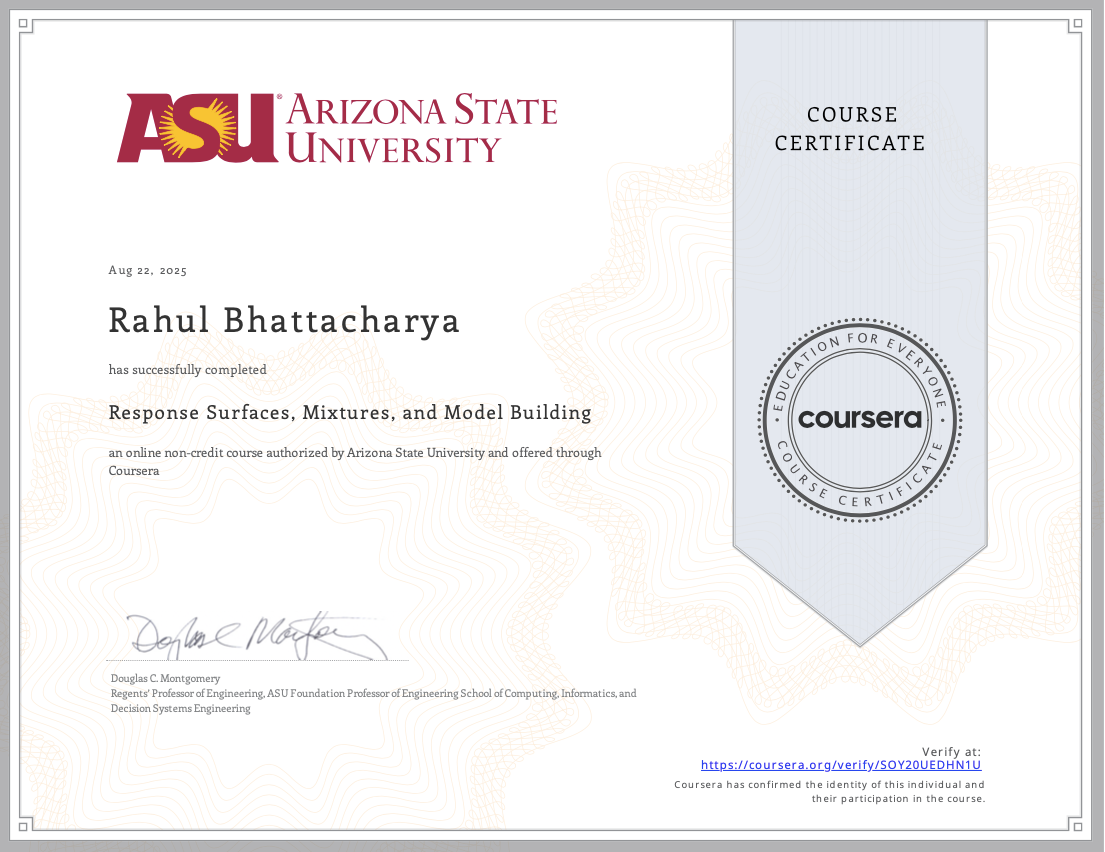 ASU® ARIZONA STATE
UNIVERSITY
COURSE
CERTIFICATE
Aug 22, 2025
Rahul Bhattacharya
has successfully completed
Response Surfaces, Mixtures, and Model Building
an online non-credit course authorized by Arizona State University and offered through
Coursera
EDUCATION FOR EVERYONE
coursera
COURSE CERTIFICATE
Douglas C. Montgomery
Regents' Professor of Engineering, ASU Foundation Professor of Engineering School of Computing, Informatics, and
Decision Systems Engineering
Verify at:
https://coursera.org/verify/SOY20UEDHN1U
Coursera has confirmed the identity of this individual and
their participation in the course.